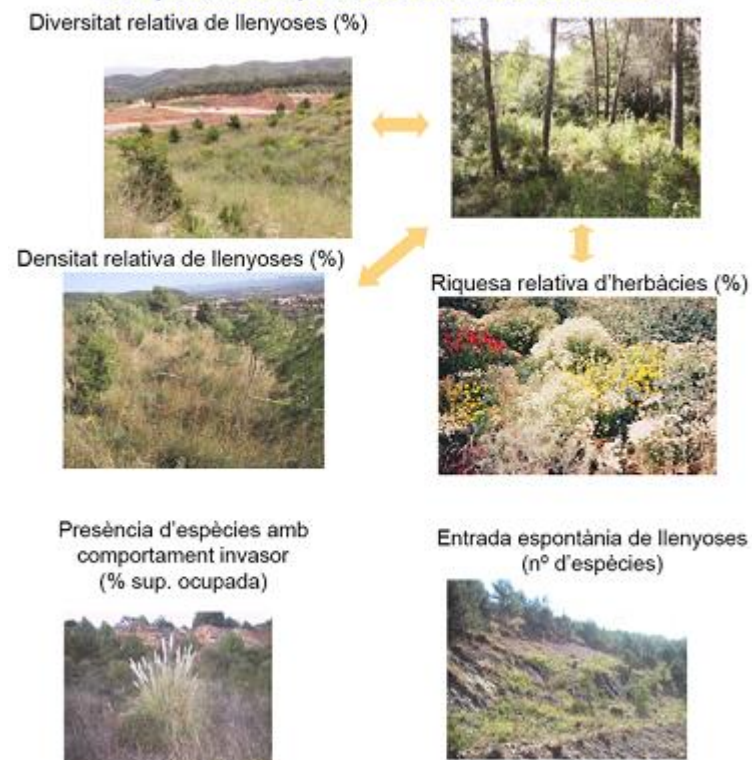 Diversitat relativa de llenyoses (%)
Densitat relativa de llenyoses (%)
Riquesa relativa d'herbàcies (%)
Presència d'espècies amb
comportament invasor
(% sup. ocupada)
Entrada espontània de llenyoses
(nº d'espècies)